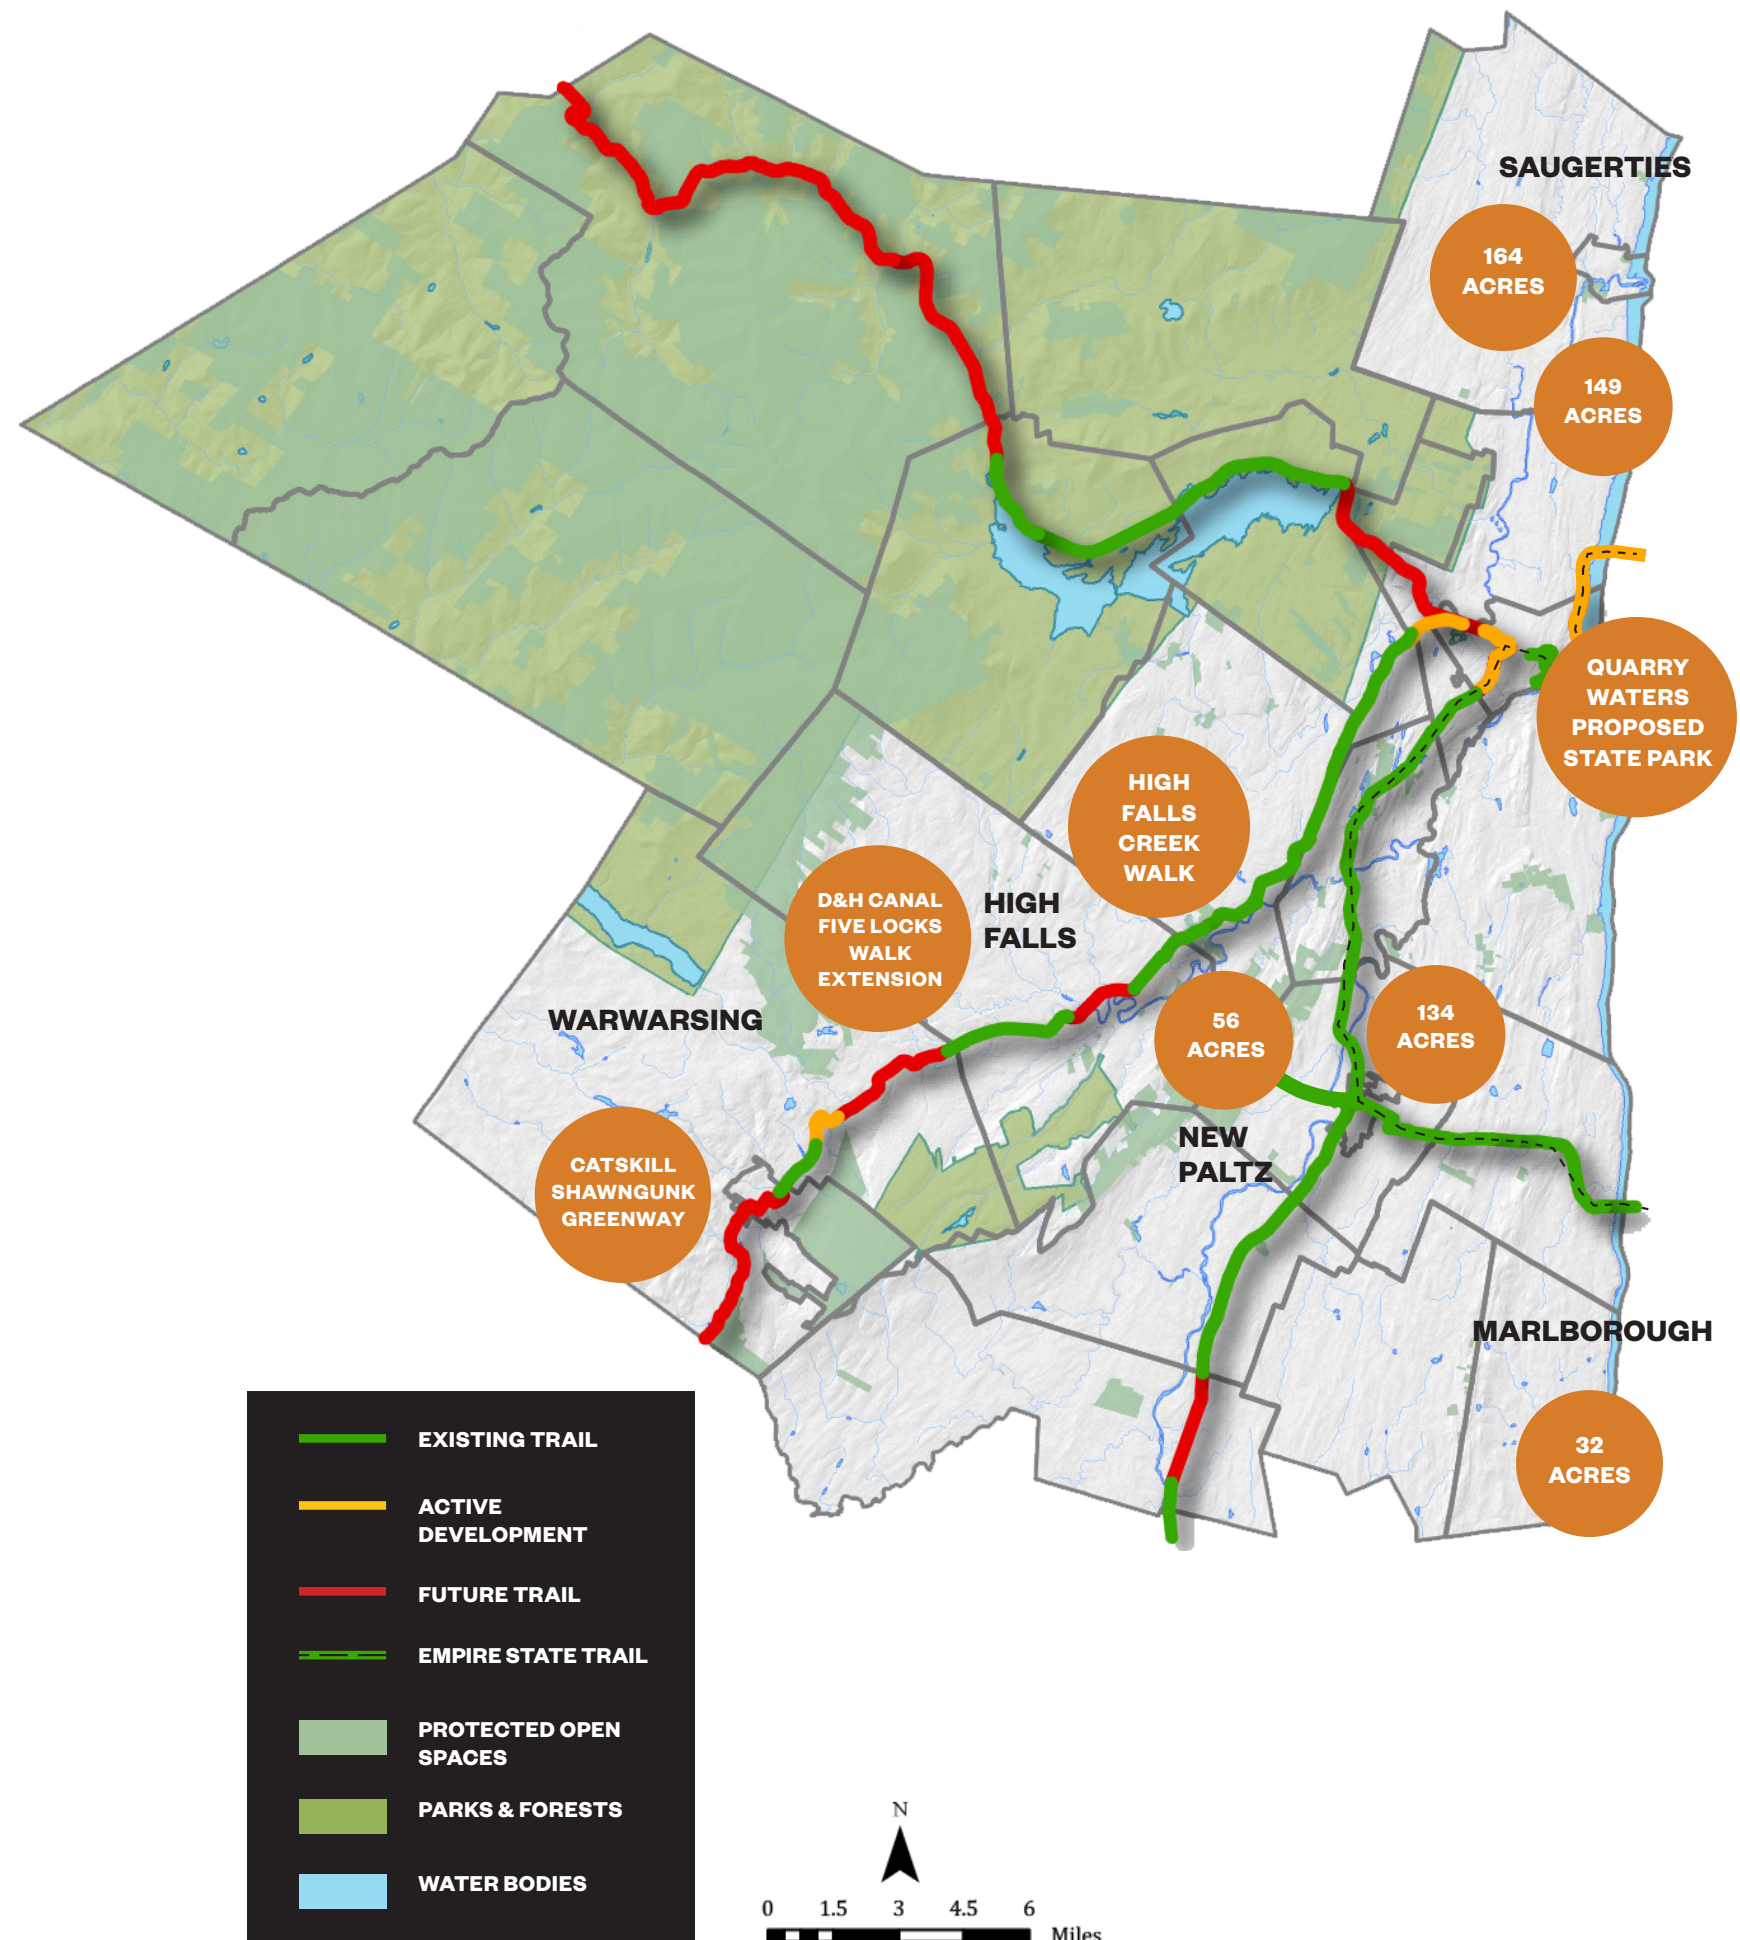 SAUGERTIES
164
ACRES
149
ACRES
QUARRY
WATERS
PROPOSED
STATE PARK
HIGH
FALLS
CREEK
WALK
D&H CANAL
FIVE LOCKS
WALK
EXTENSION
HIGH
FALLS
WARWARSING
56
ACRES
134
ACRES
CATSKILL
SHAWNGUNK
GREENWAY
NEW
PALTZ
MARLBOROUGH
32
ACRES
EXISTING TRAIL
ACTIVE
DEVELOPMENT
FUTURE TRAIL
EMPIRE STATE TRAIL
PROTECTED OPEN
SPACES
PARKS & FORESTS
WATER BODIES
N
0 1.5 3 4.5 6
Miles